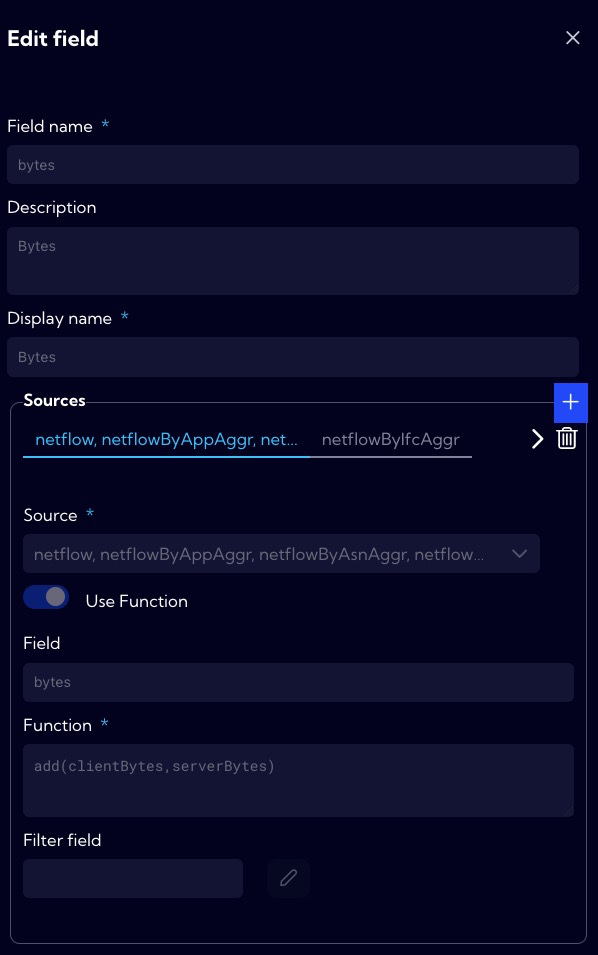 Edit field
Field name *
bytes
Description
Bytes
Display name *
Bytes
Sources
netflow, netflowByAppAggr, net... netflowByIfcAggr
Source *
netflow, netflowByAppAggr, netflowByAsnAggr, netflow...
Use Function
Field
bytes
Function *
add(clientBytes,serverBytes)
Filter field